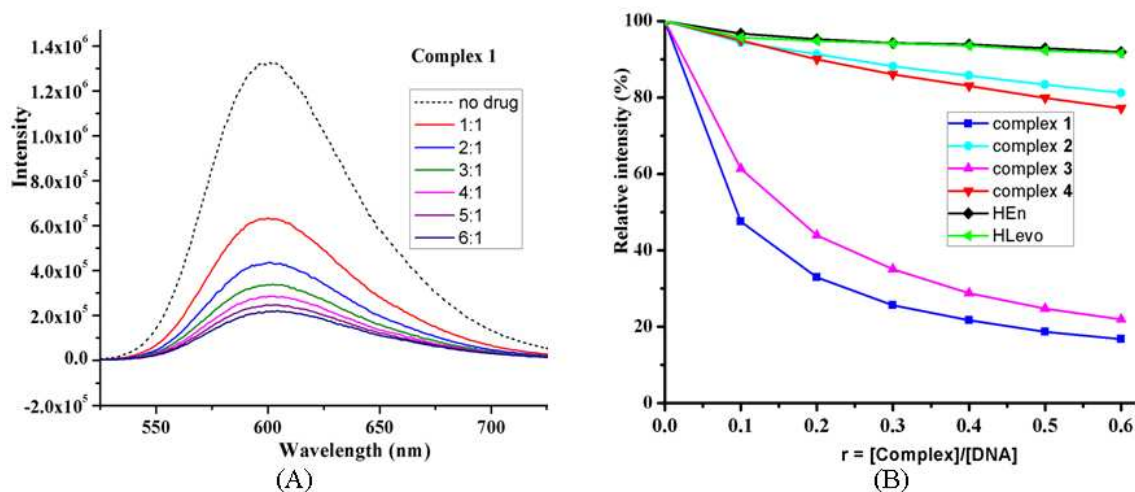 Intensity
1.4x10⁶
1.2x10⁶
1.0x10⁶
8.0x10⁵
6.0x10⁵
4.0x10⁵
2.0x10⁵
0.0
-2.0x10⁵
Complex 1
no drug
1:1
2:1
3:1
4:1
5:1
6:1
550 600 650 700
Wavelength (nm)
(A)
Relative intensity (%)
100
80
60
40
20
0
complex 1
complex 2
complex 3
complex 4
HEn
HLevo
0.0 0.1 0.2 0.3 0.4 0.5 0.6
r = [Complex]/[DNA]
(B)